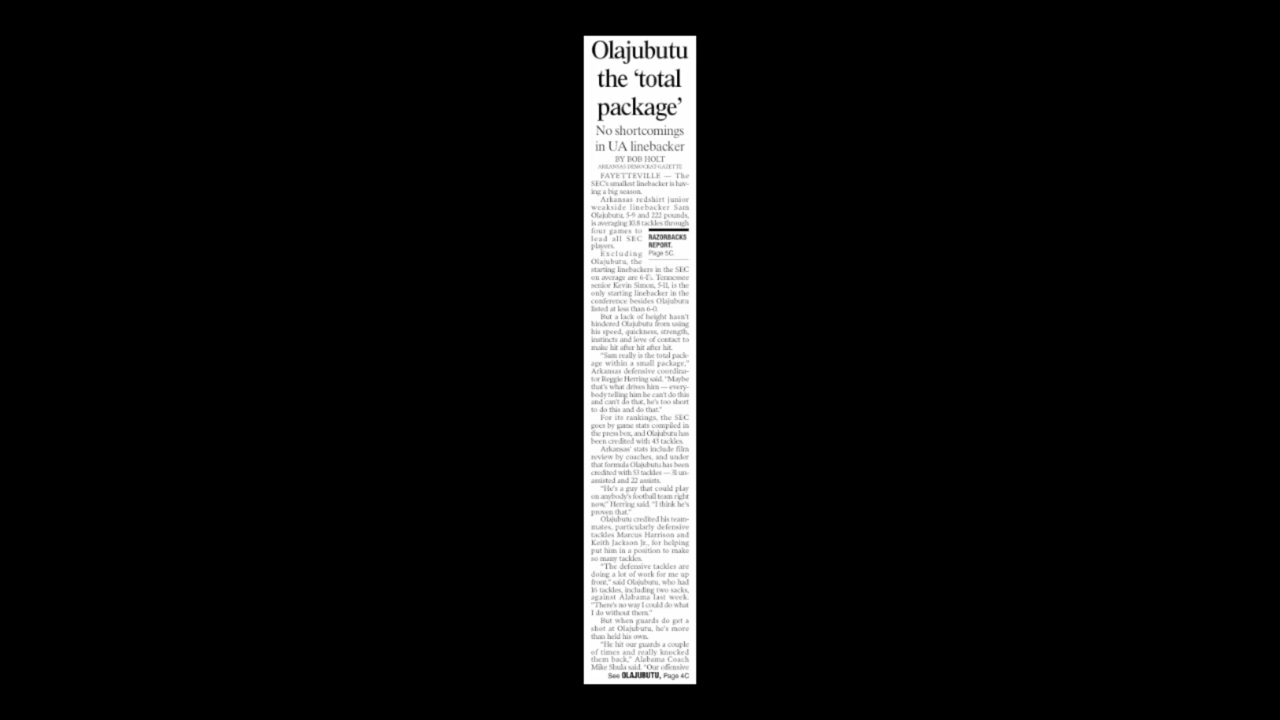 Olajubutu
the ‘total
package’
No shortcomings
in UA linebacker
BY BOB HOLT
ARKANSAS DEMOCRAT-GAZETTE
FAYETTEVILLE — The
SEC's smallest linebacker is hav-
ing a big season.
Arkansas redshirt junior
weakside linebacker Sam
Olajubutu, 5-9 and 222 pounds,
is averaging 10.8 tackles through
four games to
lead all SEC
players.
RAZORBACKS
REPORT,
Page 5C.
Excluding
Olajubutu, the
starting linebackers in the SEC
on average are
Tennessee
senior Kevin Simon, 5-11, is the
only starting linebacker in the
conference besides Olajubutu
listed at less than 6-0.
But a lack of height hasn't
hindered Olajubutu from using
his speed, quickness, strength,
instincts and love of contact to
make hit after hit after hit.
“Sam really is the total pack-
age within a small package,”
Arkansas defensive coordina-
tor Reggie Herring said. “Maybe
that's what drives him — every-
body telling him he can't do this
and can't do that, he's too short
to do this and do that.”
For its rankings, the SEC
goes by game stats compiled in
the press box, and Olajubutu has
been credited with 43 tackles.
Arkansas' stats include film
review by coaches, and under
that formula Olajubutu has been
credited with 53 tackles — 31 un-
assisted and 22 assists.
“He's a guy that could play
on anybody's football team right
now,” Herring said. “I think he's
proven that.”
Olajubutu credited his team-
mates, particularly defensive
tackles Marcus Harrison and
Keith Jackson Jr., for helping
put him in a position to make
so many tackles.
“The defensive tackles are
doing a lot of work for me up
front,” said Olajubutu, who had
16 tackles, including two sacks,
against Alabama last week.
“There's no way I could do what
I do without them.”
But when guards do get a
shot at Olajubutu, he's more
than held his own.
“He hit our guards a couple
of times and really knocked
them back,” Alabama Coach
Mike Shula said. “Our offensive
See OLAJUBUTU, Page 4C